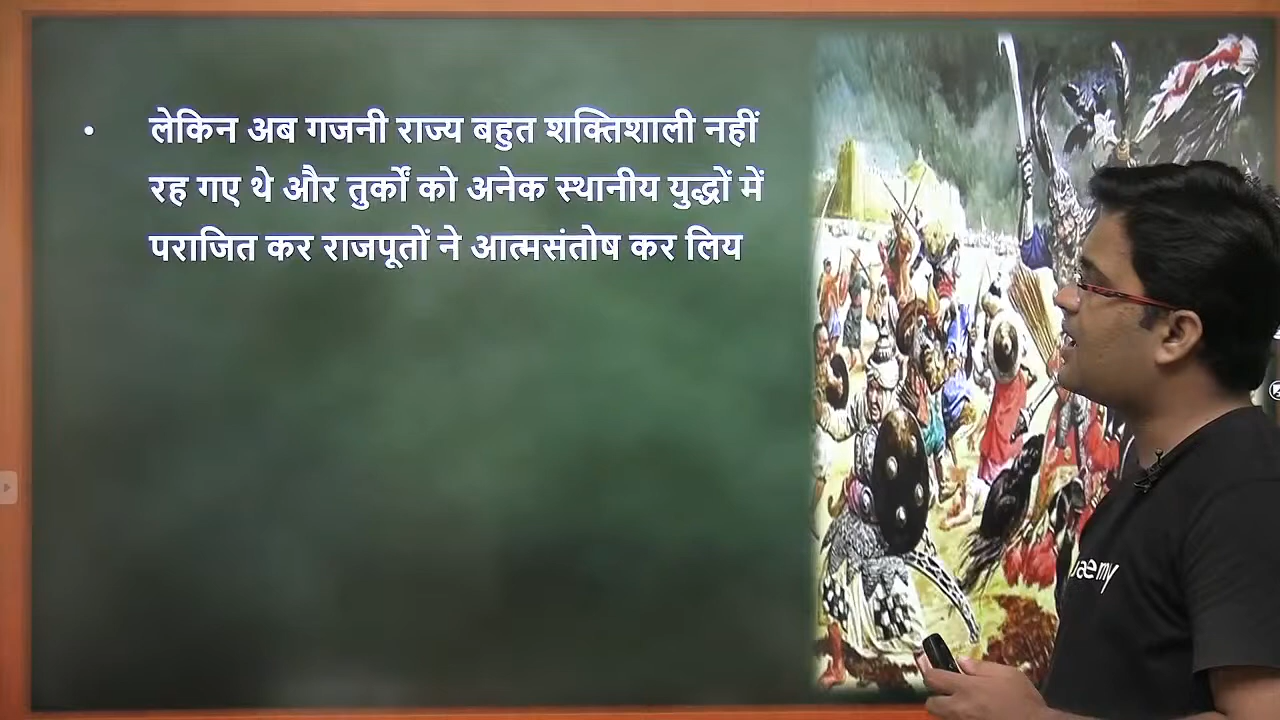 लेकिन अब गजनी राज्य बहुत शक्तिशाली नहीं
रह गए थे और तुर्कों को अनेक स्थानीय युद्धों में
पराजित कर राजपूतों ने आत्मसंतोष कर लिय